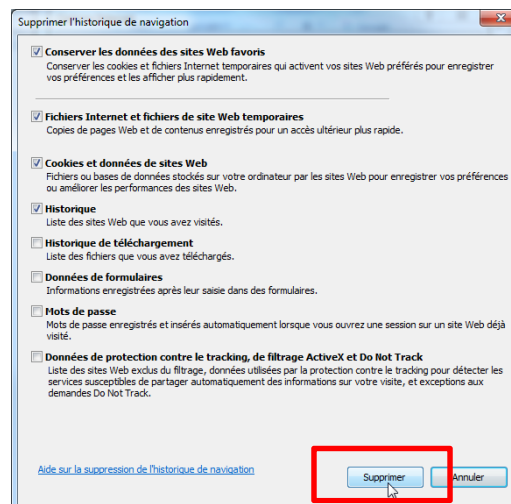 Supprimer l'historique de navigation
Conserver les données des sites Web favoris
Conserver les cookies et fichiers Internet temporaires qui activent vos sites Web préférés pour enregistrer
vos préférences et les afficher plus rapidement.
Fichiers Internet et fichiers de site Web temporaires
Copies de pages Web et de contenus enregistrés pour un accès ultérieur plus rapide.
Cookies et données de sites Web
Fichiers ou bases de données stockés sur votre ordinateur par les sites Web pour enregistrer vos préférences
ou améliorer les performances des sites Web.
Historique
Liste des sites Web que vous avez visités.
Historique de téléchargement
Liste des fichiers que vous avez téléchargés.
Données de formulaires
Informations enregistrées après leur saisie dans des formulaires.
Mots de passe
Mots de passe enregistrés et insérés automatiquement lorsque vous ouvrez une session sur un site Web déjà
visité.
Données de protection contre le tracking, de filtrage ActiveX et Do Not Track
Liste des sites Web exclus du filtrage, données utilisées par la protection contre le tracking pour détecter les
services susceptibles de partager automatiquement des informations sur votre visite, et exceptions aux
demandes Do Not Track.
Aide sur la suppression de l'historique de navigation
Supprimer
Annuler